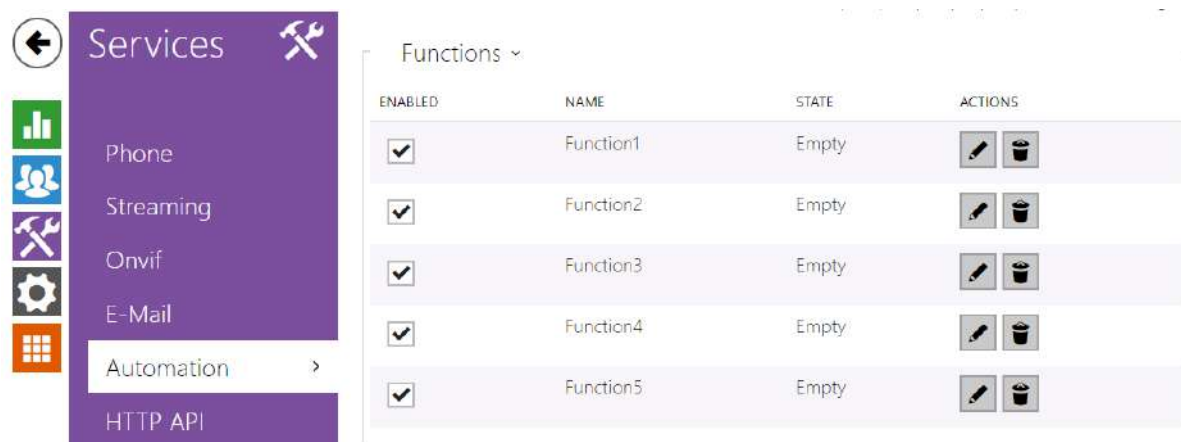 Services
Phone
Streaming
Onvif
E-Mail
Automation
HTTP API
Functions
ENABLED NAME STATE ACTIONS
Function1 Empty
Function2 Empty
Function3 Empty
Function4 Empty
Function5 Empty